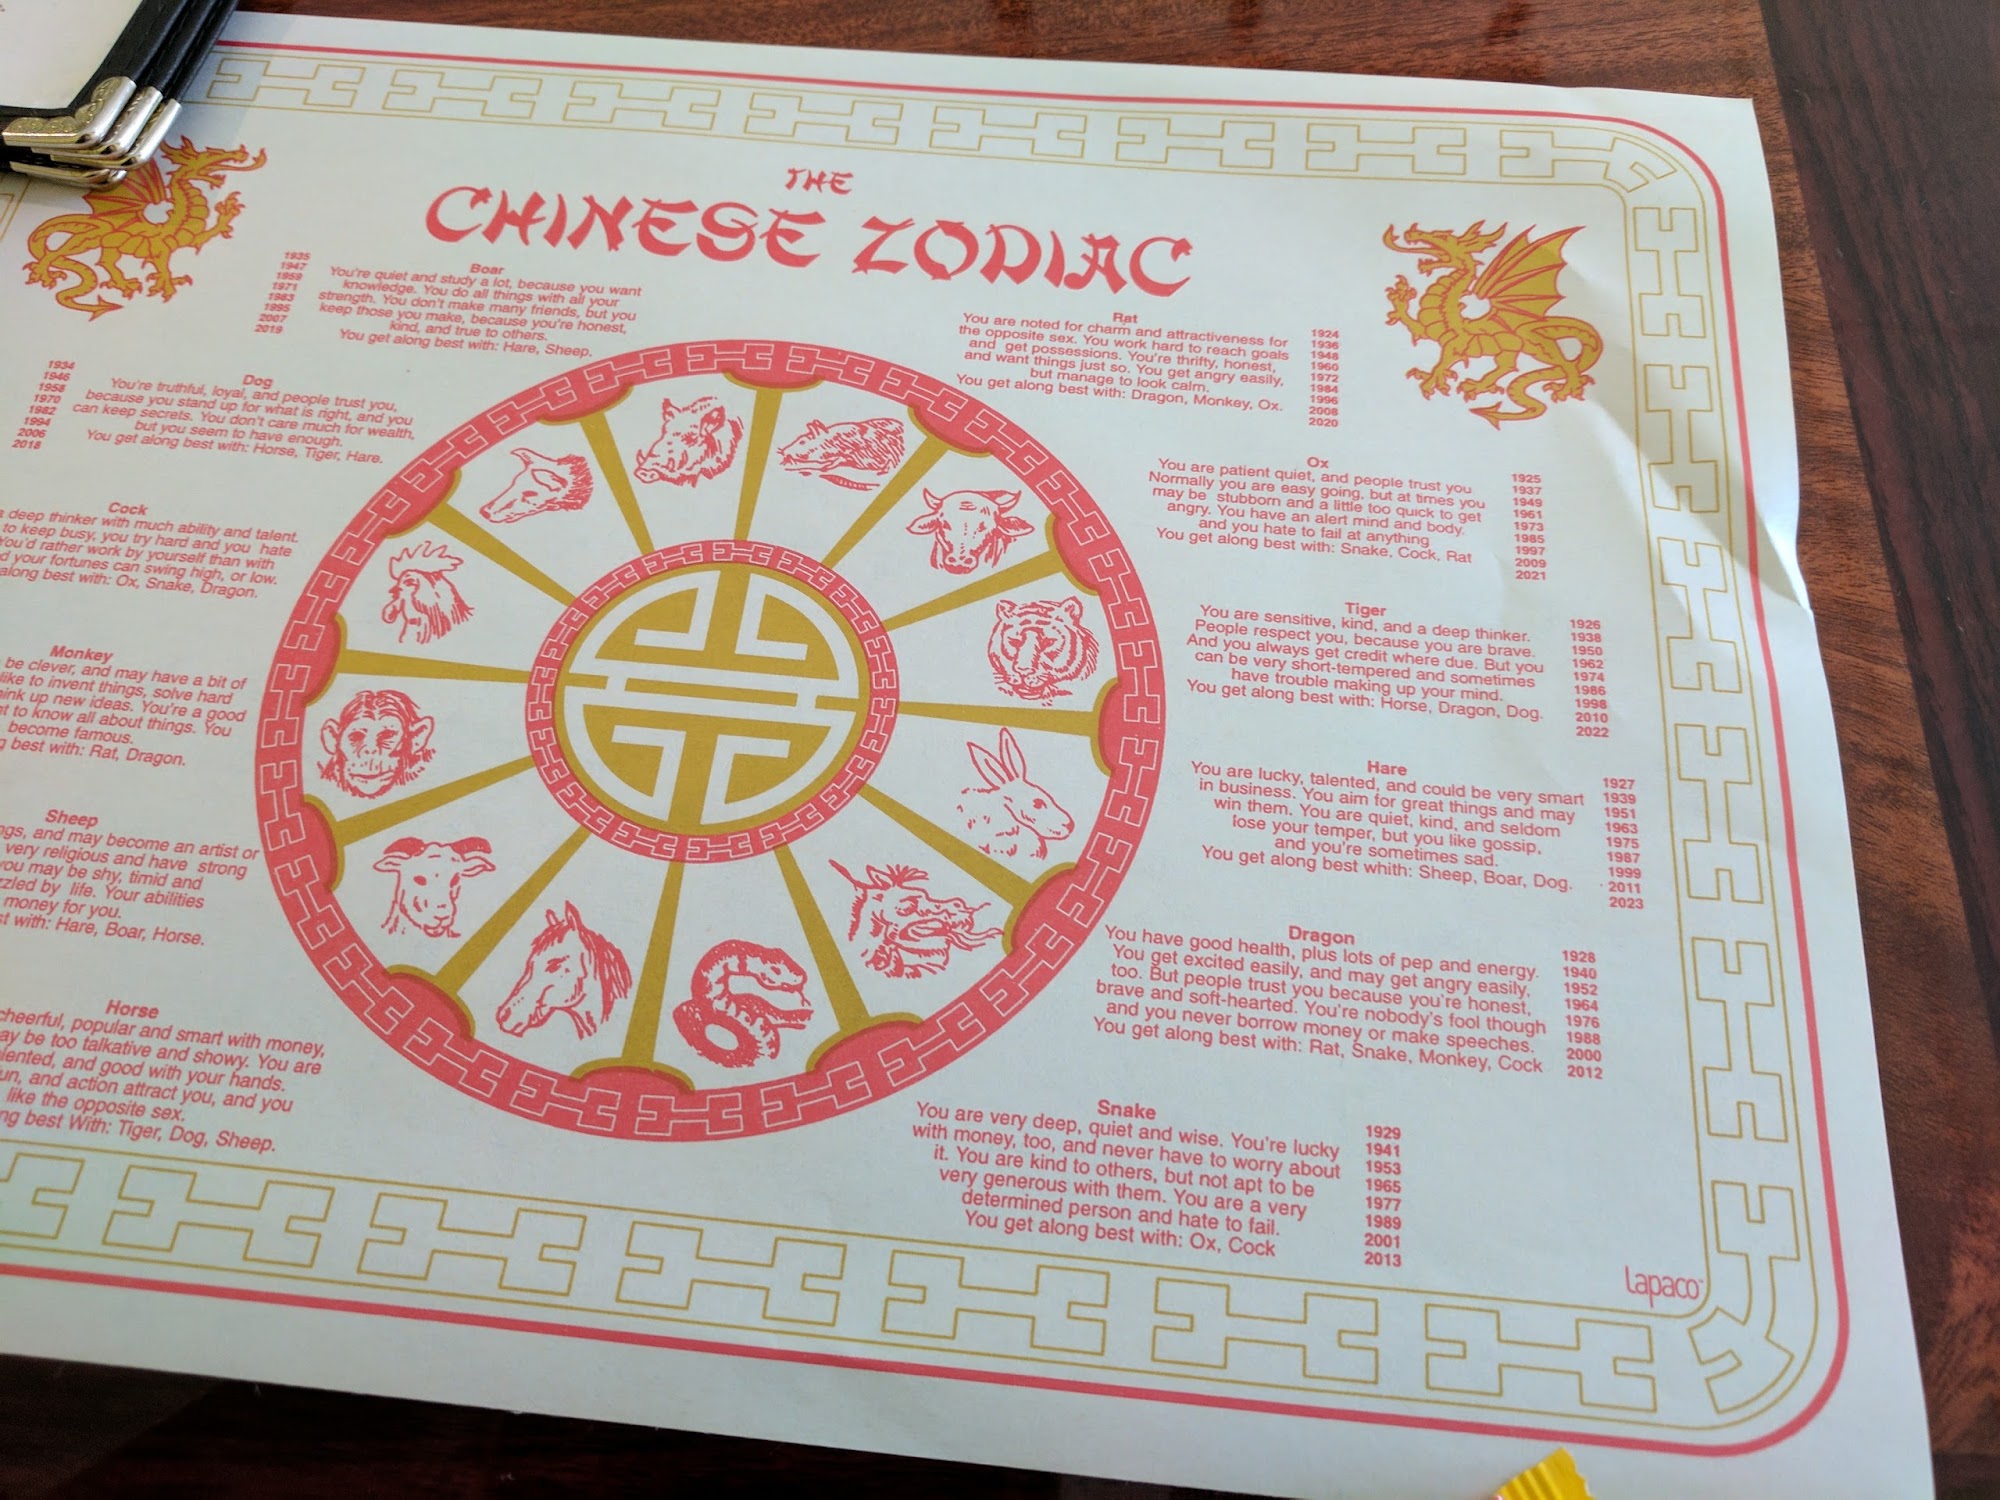 THE
CHINESE ZODIAC
Boar
You're quiet and study a lot, because you want
knowledge. You do all things with all your
strength. You don't make many friends, but you
keep those you make, because you're honest,
kind, and true to others.
You get along best with: Hare, Sheep.
1935
1947
1959
1971
1983
1995
2007
2019
Dog
You're truthful, loyal, and people trust you,
because you stand up for what is right, and you
can keep secrets. You don't care much for wealth,
but you seem to have enough.
You get along best with: Horse, Tiger, Hare.
1934
1946
1958
1970
1982
1994
2006
2018
Cock
a deep thinker with much ability and talent.
to keep busy, you try hard and you hate
You'd rather work by yourself than with
your fortunes can swing high, or low.
along best with: Ox, Snake, Dragon.
Monkey
be clever, and may have a bit of
like to invent things, solve hard
think up new ideas. You're a good
to know all about things. You
become famous.
best with: Rat, Dragon.
Sheep
and may become an artist or
very religious and have strong
you may be shy, timid and
by life. Your abilities
money for you.
with: Hare, Boar, Horse.
Horse
cheerful, popular and smart with money,
may be too talkative and showy. You are
talented, and good with your hands.
fun, and action attract you, and you
like the opposite sex.
best With: Tiger, Dog, Sheep.
Rat
You are noted for charm and attractiveness for
the opposite sex. You work hard to reach goals
and get possessions. You're thrifty, honest,
and want things just so. You get angry easily,
but manage to look calm.
You get along best with: Dragon, Monkey, Ox.
1924
1936
1948
1960
1972
1984
1996
2008
2020
Ox
You are patient quiet, and people trust you
Normally you are easy going, but at times you
may be stubborn and a little too quick to get
angry. You have an alert mind and body.
and you hate to fail at anything
You get along best with: Snake, Cock, Rat
1925
1937
1949
1961
1973
1985
1997
2009
2021
Tiger
You are sensitive, kind, and a deep thinker.
People respect you, because you are brave.
And you always get credit where due. But you
can be very short-tempered and sometimes
have trouble making up your mind.
You get along best with: Horse, Dragon, Dog.
1926
1938
1950
1962
1974
1986
1998
2010
2022
Hare
You are lucky, talented, and could be very smart
in business. You aim for great things and may
win them. You are quiet, kind, and seldom
lose your temper, but you like gossip,
and you're sometimes sad.
You get along best whith: Sheep, Boar, Dog.
1927
1939
1951
1963
1975
1987
1999
2011
2023
Dragon
You have good health, plus lots of pep and energy.
You get excited easily, and may get angry easily,
too. But people trust you because you're honest,
brave and soft-hearted. You're nobody's fool though
and you never borrow money or make speeches.
You get along best with: Rat, Snake, Monkey, Cock
1928
1940
1952
1964
1976
1988
2000
2012
Snake
You are very deep, quiet and wise. You're lucky
with money, too, and never have to worry about
it. You are kind to others, but not apt to be
very generous with them. You are a very
determined person and hate to fail.
You get along best with: Ox, Cock
1929
1941
1953
1965
1977
1989
2001
2013
Lapaco